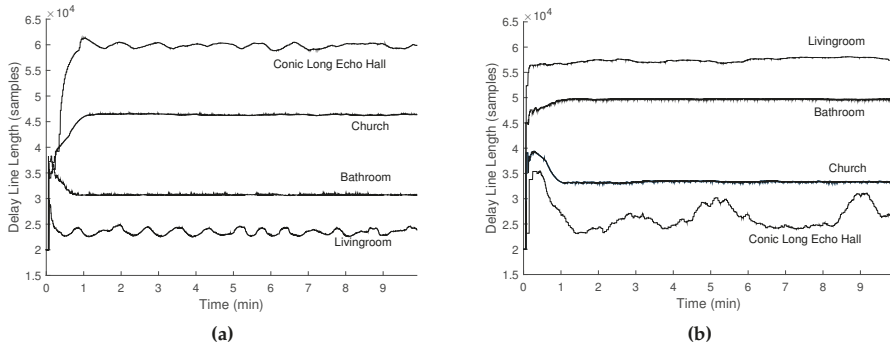 ×10⁴
6.5
6
5.5
5
4.5
4
3.5
3
2.5
2
1.5
Delay Line Length (samples)
Conic Long Echo Hall
Church
Bathroom
Livingroom
0 1 2 3 4 5 6 7 8 9
Time (min)
(a)
×10⁴
6.5
6
5.5
5
4.5
4
3.5
3
2.5
2
1.5
Delay Line Length (samples)
Livingroom
Bathroom
Church
Conic Long Echo Hall
0 1 2 3 4 5 6 7 8 9
Time (min)
(b)